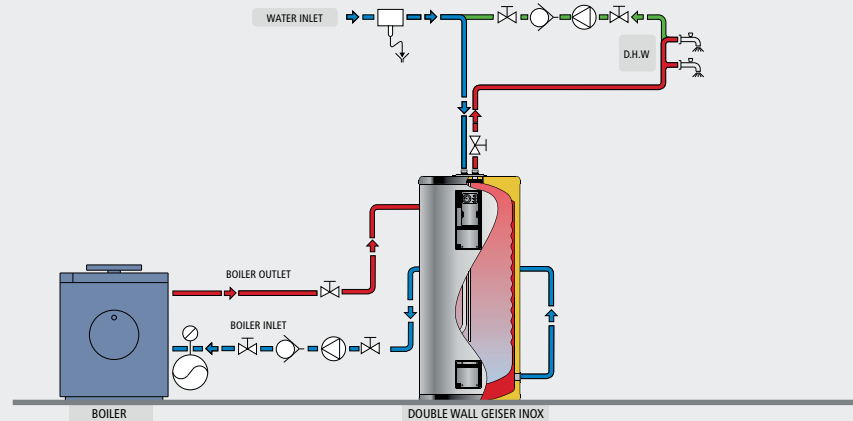 WATER INLET
D.H.W
BOILER OUTLET
BOILER INLET
BOILER
DOUBLE WALL GEISER INOX